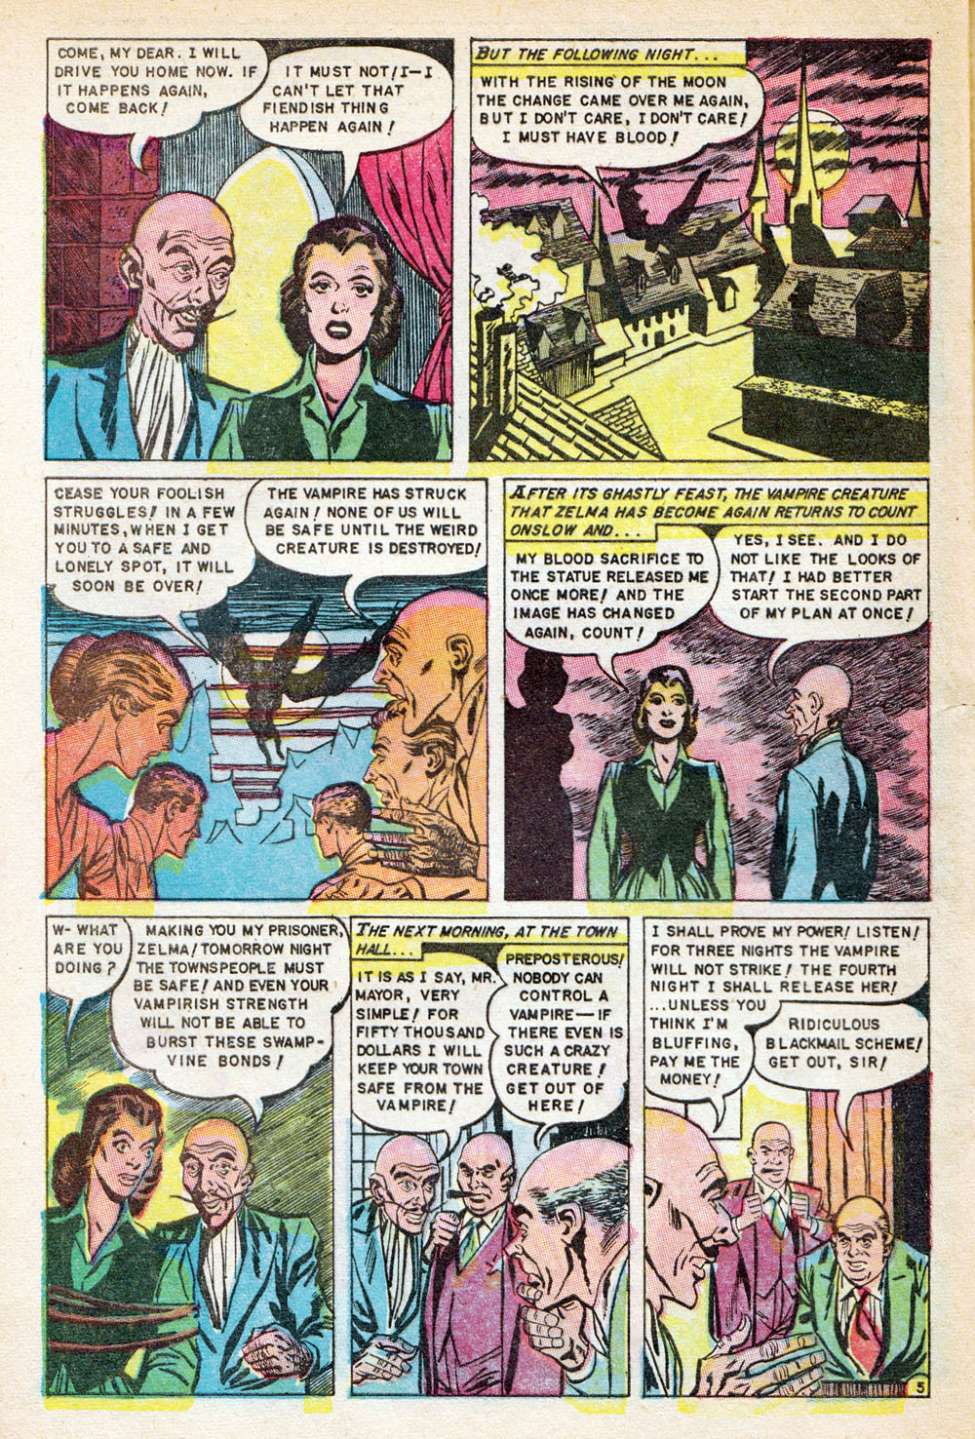 COME, MY DEAR. I WILL
DRIVE YOU HOME NOW. IF
IT HAPPENS AGAIN,
COME BACK!
IT MUST NOT! I-I
CAN'T LET THAT
FIENDISH THING
HAPPEN AGAIN!
BUT THE FOLLOWING NIGHT...
WITH THE RISING OF THE MOON
THE CHANGE CAME OVER ME AGAIN,
BUT I DON'T CARE, I DON'T CARE!
I MUST HAVE BLOOD!
CEASE YOUR FOOLISH
STRUGGLES! IN A FEW
MINUTES, WHEN I GET
YOU TO A SAFE AND
LONELY SPOT, IT WILL
SOON BE OVER!
THE VAMPIRE HAS STRUCK
AGAIN! NONE OF US WILL
BE SAFE UNTIL THE WEIRD
CREATURE IS DESTROYED!
AFTER ITS GHASTLY FEAST, THE VAMPIRE CREATURE
THAT ZELMA HAS BECOME AGAIN RETURNS TO COUNT
ONSLOW AND...
MY BLOOD SACRIFICE TO
THE STATUE RELEASED ME
ONCE MORE! AND THE
IMAGE HAS CHANGED
AGAIN, COUNT!
YES, I SEE. AND I DO
NOT LIKE THE LOOKS OF
THAT! I HAD BETTER
START THE SECOND PART
OF MY PLAN AT ONCE!
W-WHAT
ARE YOU
DOING?
MAKING YOU MY PRISONER,
ZELMA! TOMORROW NIGHT
THE TOWNSPEOPLE MUST
BE SAFE! AND EVEN YOUR
VAMPIRISH STRENGTH
WILL NOT BE ABLE TO
BURST THESE SWAMP-
VINE BONDS!
THE NEXT MORNING, AT THE TOWN
HALL...
IT IS AS I SAY, MR.
MAYOR, VERY
SIMPLE! FOR
FIFTY THOUSAND
DOLLARS I WILL
KEEP YOUR TOWN
SAFE FROM THE
VAMPIRE!
PREPOSTEROUS!
NOBODY CAN
CONTROL A
VAMPIRE—IF
THERE EVEN IS
SUCH A CRAZY
CREATURE!
GET OUT OF
HERE!
I SHALL PROVE MY POWER! LISTEN!
FOR THREE NIGHTS THE VAMPIRE
WILL NOT STRIKE! THE FOURTH
NIGHT I SHALL RELEASE HER!
...UNLESS YOU
THINK I'M
BLUFFING,
PAY ME THE
MONEY!
RIDICULOUS
BLACKMAIL SCHEME!
GET OUT, SIR!
5